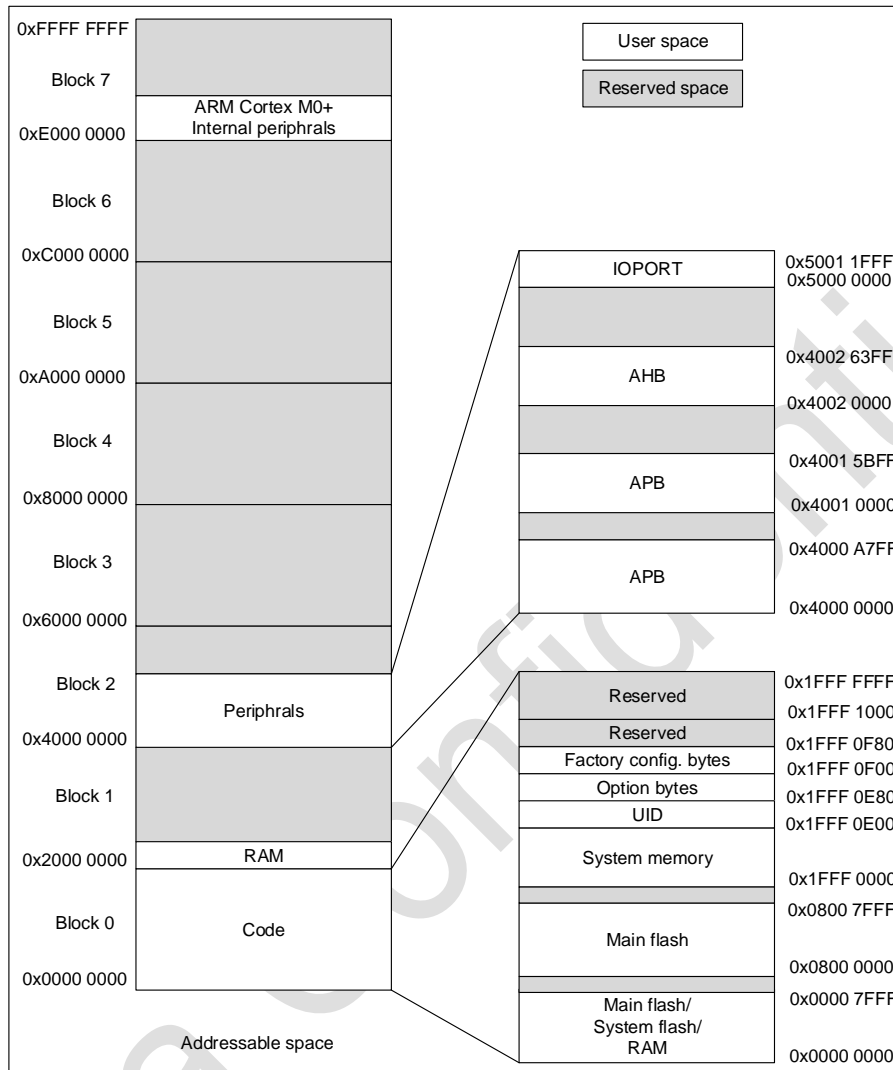 0xFFFF FFFF
Block 7
ARM Cortex M0+
Internal periphrals
0xE000 0000
Block 6
0xC000 0000
Block 5
0xA000 0000
Block 4
0x8000 0000
Block 3
0x6000 0000
Block 2
Periphrals
0x4000 0000
Block 1
0x2000 0000
RAM
Block 0
Code
0x0000 0000
Addressable space
User space
Reserved space
IOPORT
0x5001 1FFF
0x5000 0000
0x4002 63FF
AHB
0x4002 0000
0x4001 5BFF
APB
0x4001 0000
0x4000 A7FF
APB
0x4000 0000
0x1FFF FFFF
Reserved
0x1FFF 1000
Reserved
0x1FFF 0F80
Factory config. bytes
0x1FFF 0F00
Option bytes
0x1FFF 0E80
UID
0x1FFF 0E00
System memory
0x1FFF 0000
0x0800 7FFF
Main flash
0x0800 0000
0x0000 7FFF
Main flash/
System flash/
RAM
0x0000 0000